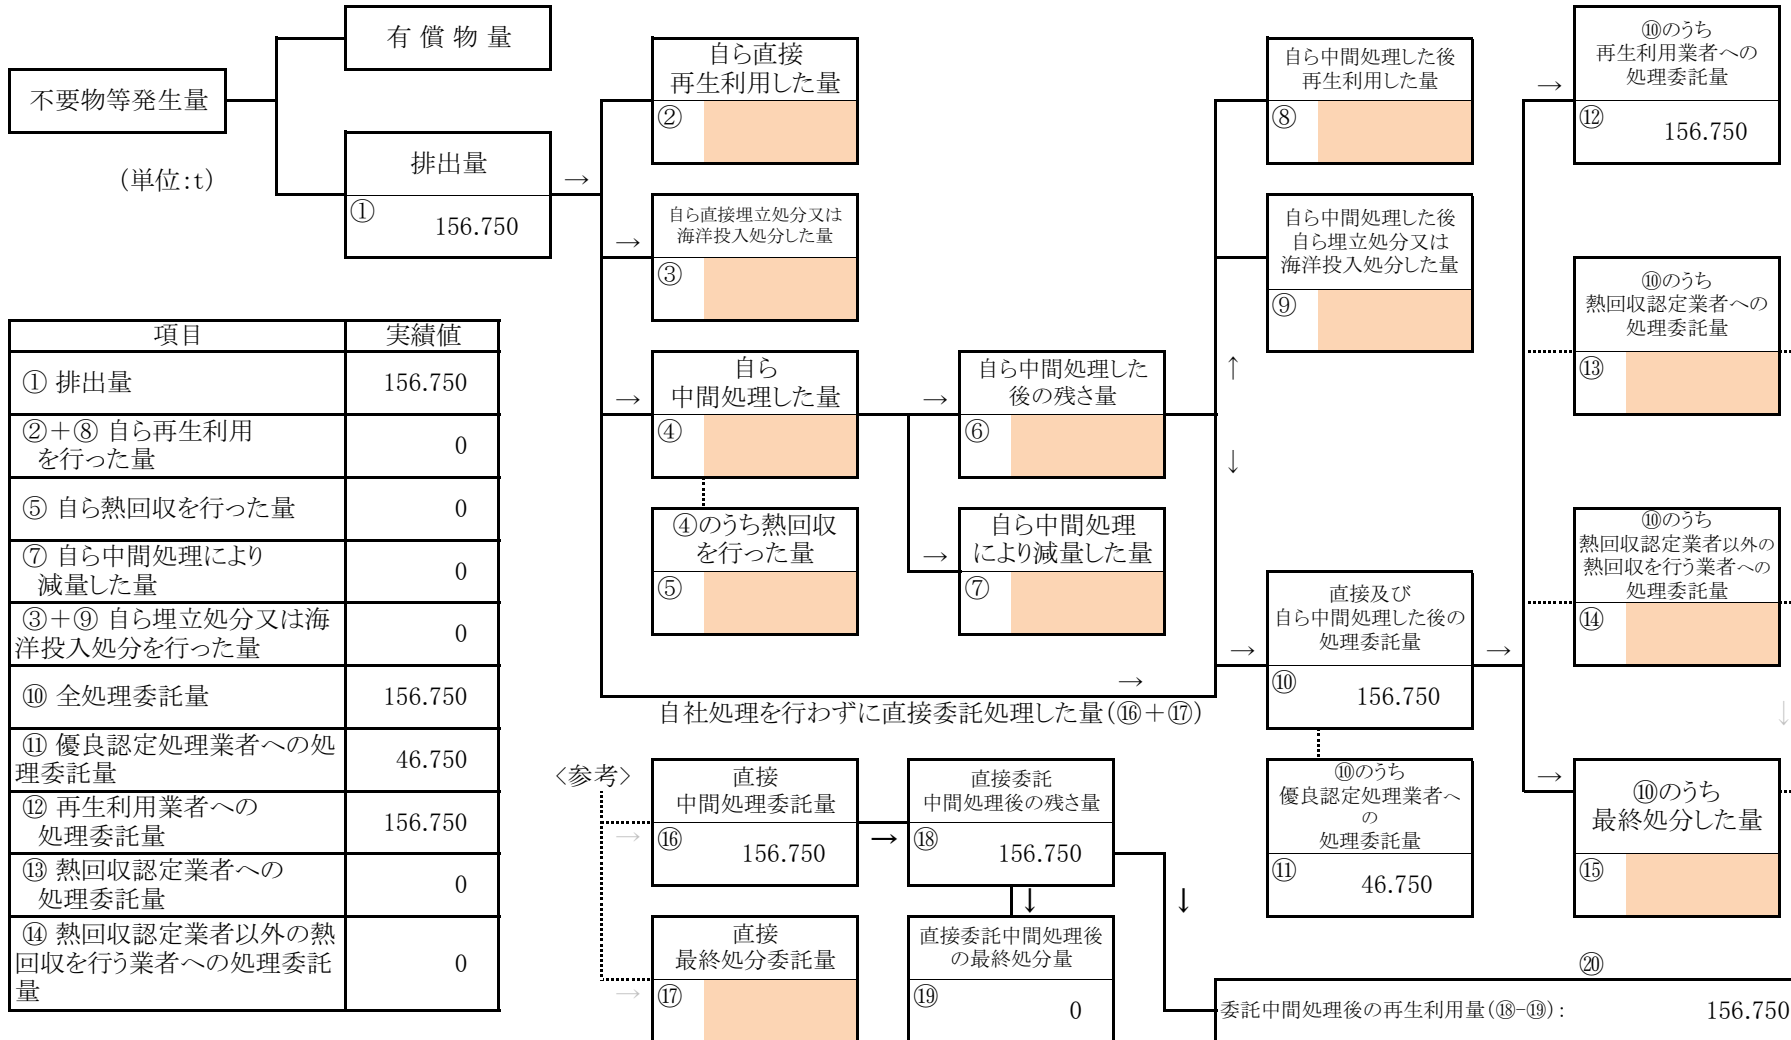 不要物等発生量
有 償 物 量
(単位:t)
排出量
→
①
156.750
自ら直接
再生利用した量
②
自ら直接埋立処分又は
海洋投入処分した量
→
③
自ら
中間処理した量
→
④
④のうち熱回収
を行った量
⑤
自ら中間処理した
後の残さ量
→
⑥
自ら中間処理
により減量した量
→
⑦
↑
↓
自ら中間処理した後
再生利用した量
⑧
自ら中間処理した後
自ら埋立処分又は
海洋投入処分した量
⑨
直接及び
自ら中間処理した後の
処理委託量
→
→
⑩
156.750
→
自社処理を行わずに直接委託処理した量(⑯+⑰)
⑩のうち
優良認定処理業者へ
の
処理委託量
⑪
46.750
→
⑩のうち
再生利用業者への
処理委託量
⑫
156.750
⑩のうち
熱回収認定業者への
処理委託量
⑬
⑩のうち
熱回収認定業者以外の
熱回収を行う業者への
処理委託量
⑭
↓
→
⑩のうち
最終処分した量
⑮
項目 実績値
① 排出量 156.750
②+⑧ 自ら再生利用
を行った量 0
⑤ 自ら熱回収を行った量 0
⑦ 自ら中間処理により
減量した量 0
③+⑨ 自ら埋立処分又は海
洋投入処分を行った量 0
⑩ 全処理委託量 156.750
⑪ 優良認定処理業者への処
理委託量 46.750
⑫ 再生利用業者への
処理委託量 156.750
⑬ 熱回収認定業者への
処理委託量 0
⑭ 熱回収認定業者以外の熱
回収を行う業者への処理委託
量 0
<参考>
直接
中間処理委託量
→
⑯
156.750
→
直接委託
中間処理後の残さ量
⑱
156.750
↓
↓
直接
最終処分委託量
→
⑰
直接委託中間処理後
の最終処分量
⑲
0
⑳
委託中間処理後の再生利用量(⑱-⑲): 156.750